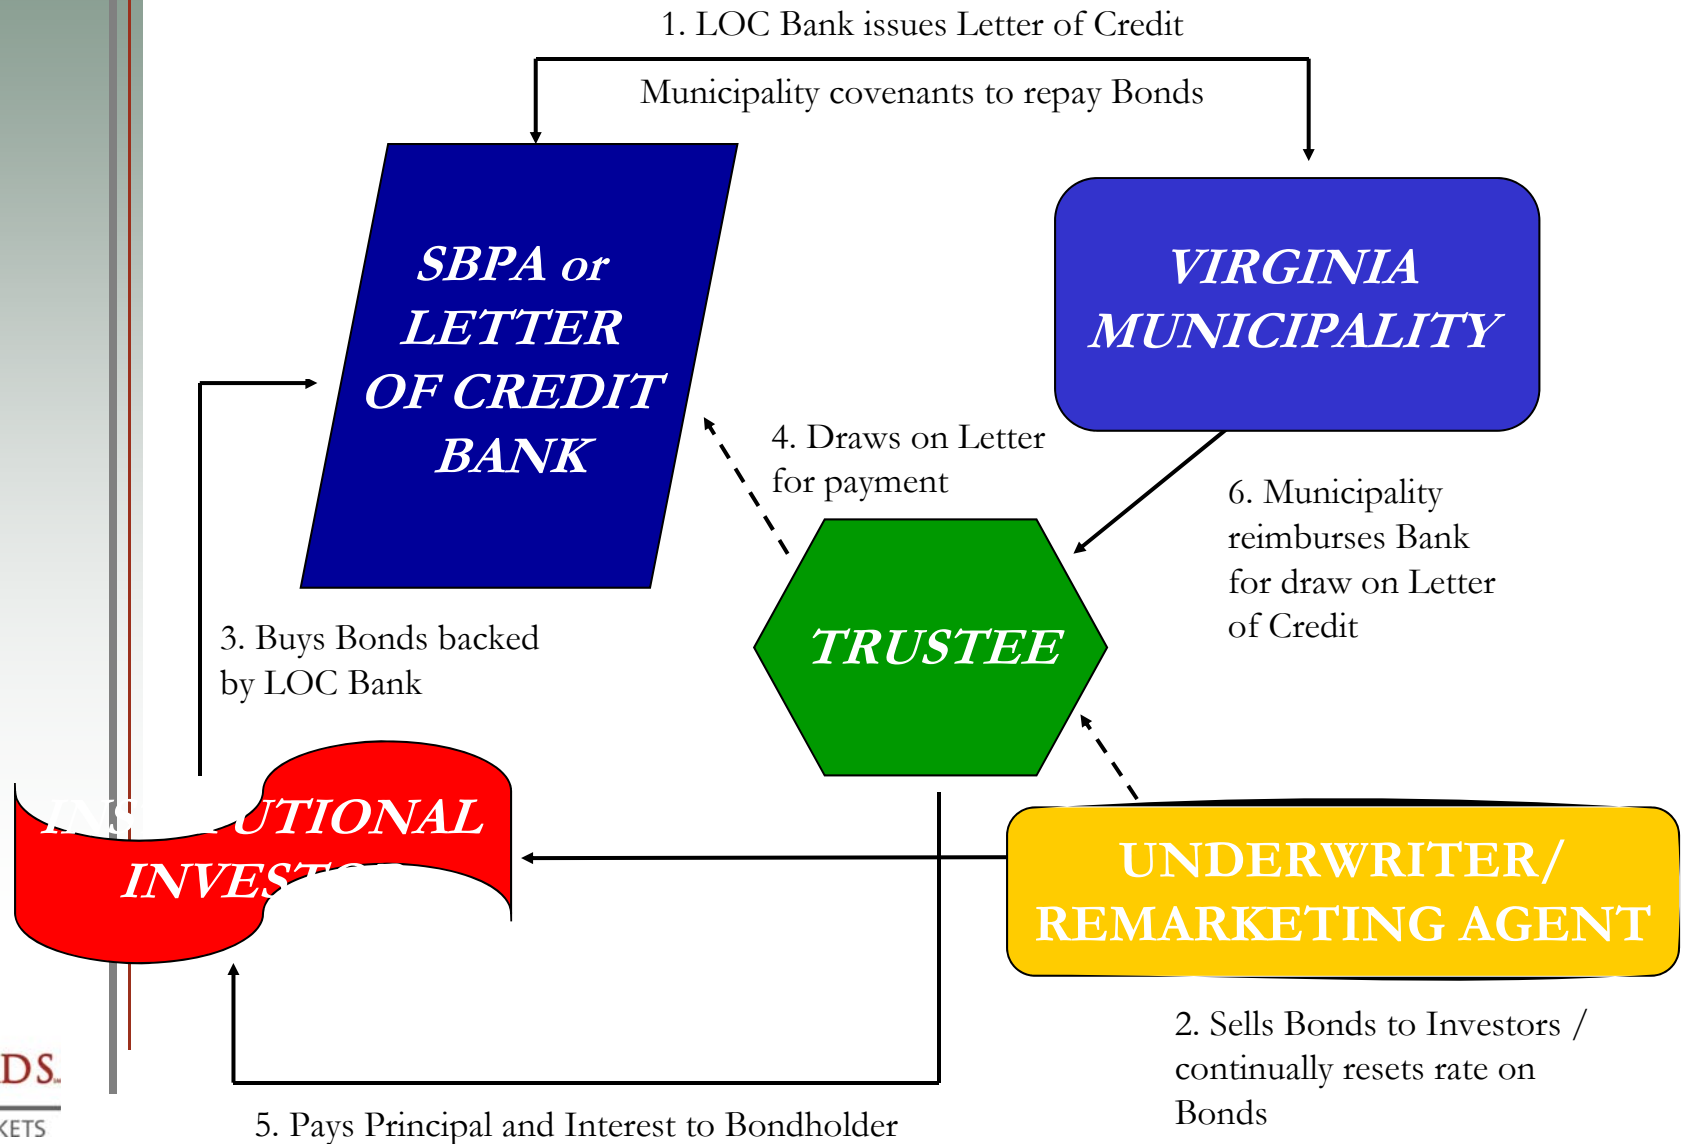 1. LOC Bank issues Letter of Credit
Municipality covenants to repay Bonds
SBPA or
LETTER
OF CREDIT
BANK
VIRGINIA
MUNICIPALITY
4. Draws on Letter
for payment
6. Municipality
reimburses Bank
for draw on Letter
of Credit
TRUSTEE
3. Buys Bonds backed
by LOC Bank
INSTITUTIONAL
INVESTOR
UNDERWRITER/
REMARKETING AGENT
2. Sells Bonds to Investors /
continually resets rate on
Bonds
5. Pays Principal and Interest to Bondholder
DS
KETS